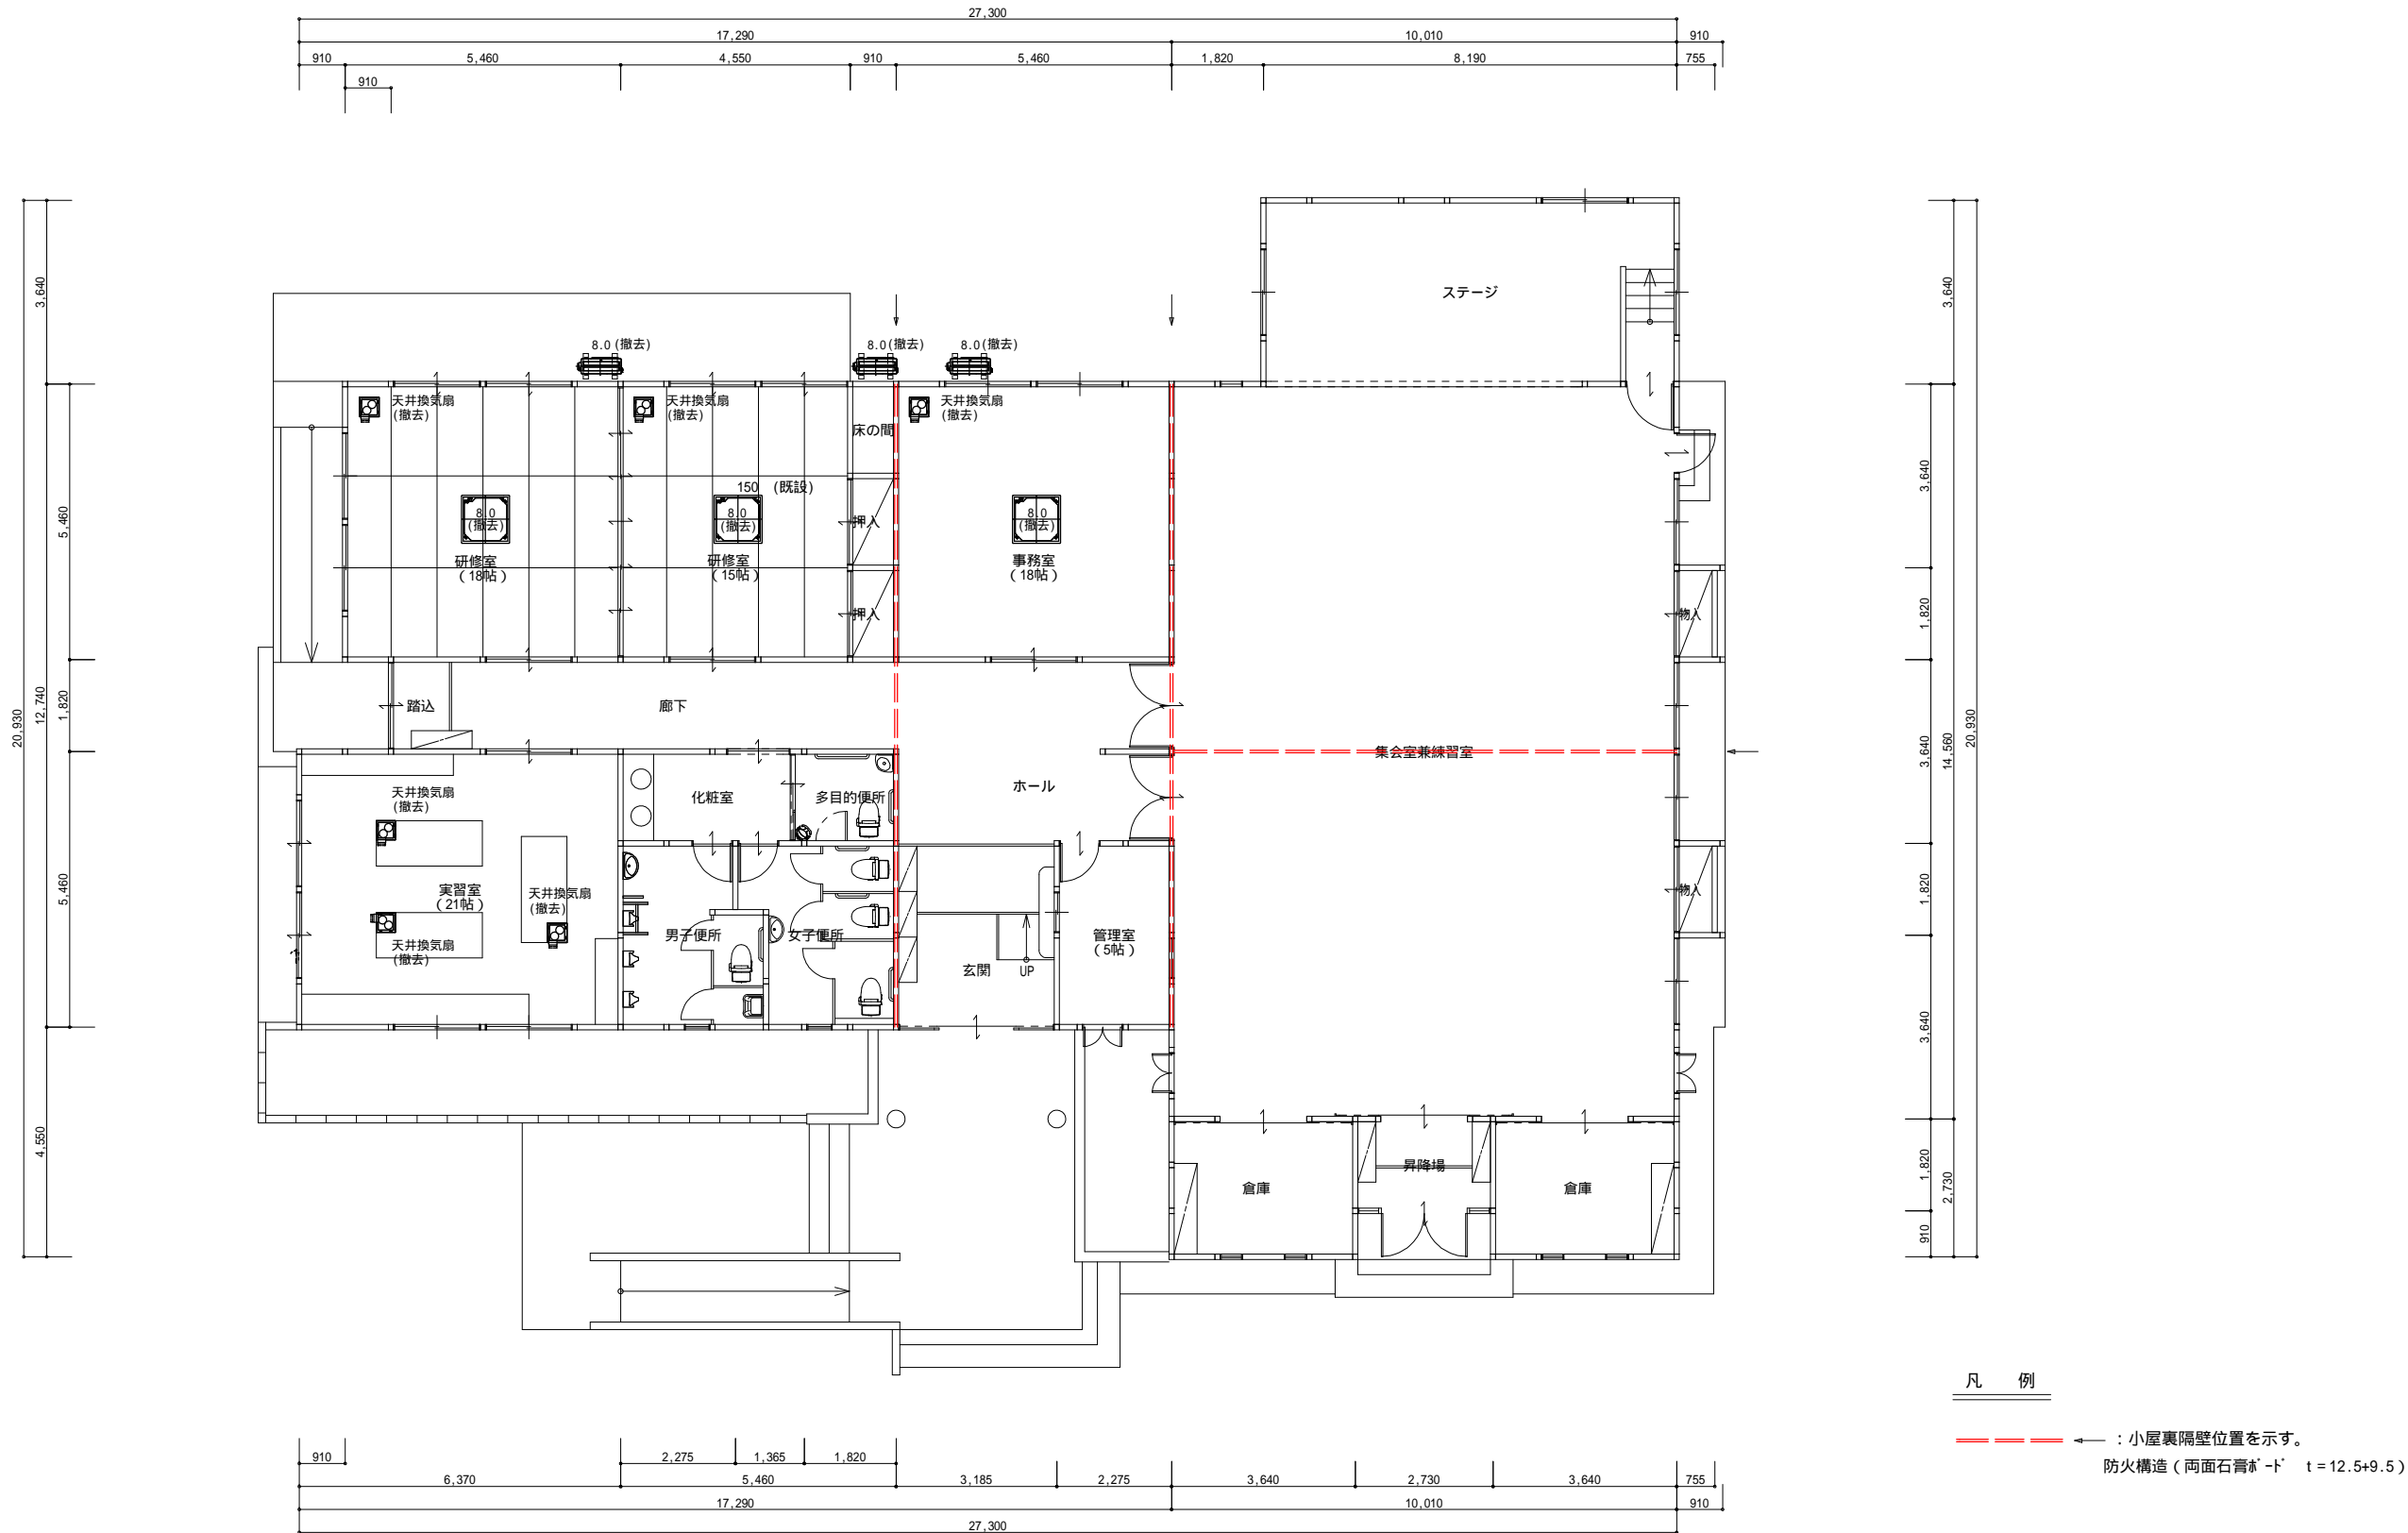 27,300
17,290
10,010
910
910
5,460
4,550
910
5,460
1,820
8,190
755
910
3,640
20,930
12,740
5,460
1,820
5,460
4,550
3,640
20,930
14,560
3,640
1,820
3,640
1,820
3,640
1,820
2,730
910
ステージ
8.0(撤去)
8.0(撤去)
8.0(撤去)
天井換気扇
(撤去)
天井換気扇
(撤去)
天井換気扇
(撤去)
床の間
150 (既設)
8.0
(撤去)
8.0
(撤去)
8.0
(撤去)
押入
研修室
(18帖)
研修室
(15帖)
事務室
(18帖)
押入
物入
踏込
廊下
集会室兼練習室
ホール
天井換気扇
(撤去)
化粧室
多目的便所
実習室
(21帖)
天井換気扇
(撤去)
物入
天井換気扇
(撤去)
男子便所
女子便所
管理室
(5帖)
玄関
UP
昇降場
倉庫
倉庫
凡 例
:小屋裏隔壁位置を示す。
防火構造(両面石膏ボード t=12.5+9.5)
910
2,275
1,365
1,820
6,370
5,460
3,185
2,275
3,640
2,730
3,640
755
17,290
10,010
910
27,300